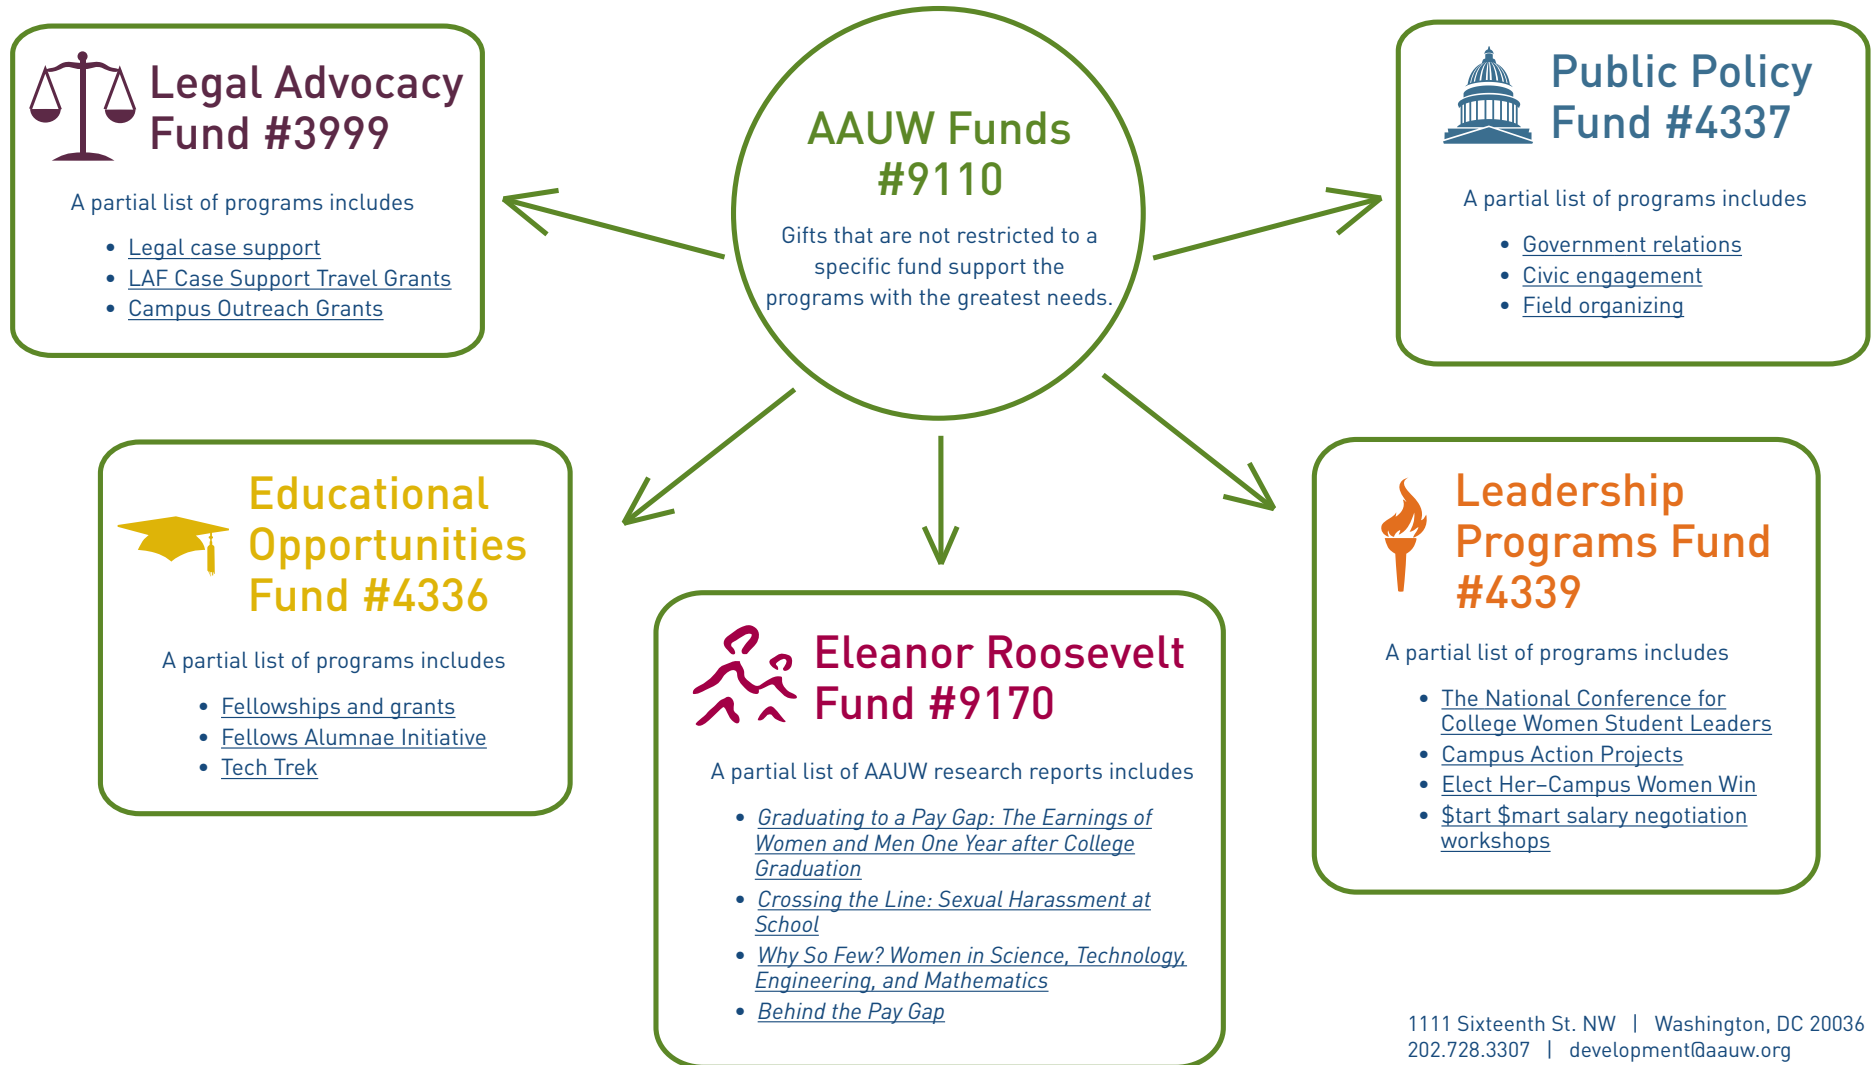 Legal Advocacy
Fund #3999
A partial list of programs includes
• Legal case support
• LAF Case Support Travel Grants
• Campus Outreach Grants
AAUW Funds
#9110
Gifts that are not restricted to a
specific fund support the
programs with the greatest needs.
Public Policy
Fund #4337
A partial list of programs includes
• Government relations
• Civic engagement
• Field organizing
Educational
Opportunities
Fund #4336
A partial list of programs includes
• Fellowships and grants
• Fellows Alumnae Initiative
• Tech Trek
Eleanor Roosevelt
Fund #9170
A partial list of AAUW research reports includes
• Graduating to a Pay Gap: The Earnings of
Women and Men One Year after College
Graduation
• Crossing the Line: Sexual Harassment at
School
• Why So Few? Women in Science, Technology,
Engineering, and Mathematics
• Behind the Pay Gap
Leadership
Programs Fund
#4339
A partial list of programs includes
• The National Conference for
College Women Student Leaders
• Campus Action Projects
• Elect Her–Campus Women Win
• $tart $mart salary negotiation
workshops
1111 Sixteenth St. NW | Washington, DC 20036
202.728.3307 | development@aauw.org